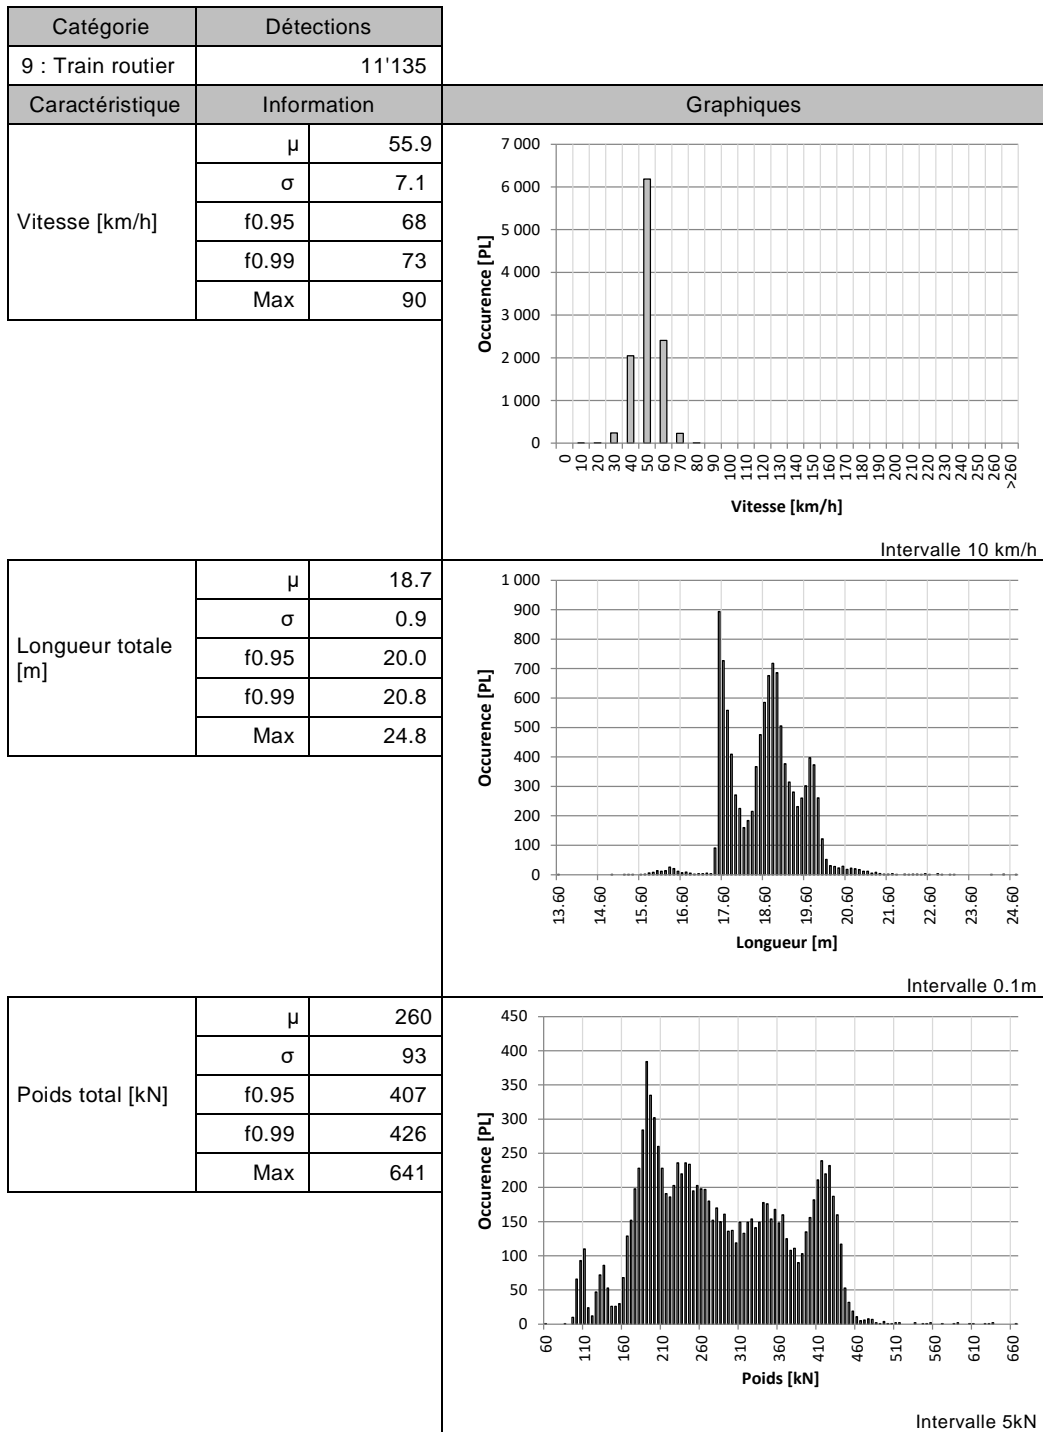 Catégorie Détections
9 : Train routier 11'135
Caractéristique Information Graphiques
Vitesse [km/h]
µ 55.9
σ 7.1
f0.95 68
f0.99 73
Max 90
Occurence [PL]
7 000
6 000
5 000
4 000
3 000
2 000
1 000
0
0 10 20 30 40 50 60 70 80 90 100 110 120 130 140 150 160 170 180 190 200 210 220 230 240 250 260 >260
Vitesse [km/h]
Intervalle 10 km/h
Longueur totale
[m]
µ 18.7
σ 0.9
f0.95 20.0
f0.99 20.8
Max 24.8
Occurence [PL]
1 000
900
800
700
600
500
400
300
200
100
0
13.60 14.60 15.60 16.60 17.60 18.60 19.60 20.60 21.60 22.60 23.60 24.60
Longueur [m]
Intervalle 0.1m
Poids total [kN]
µ 260
σ 93
f0.95 407
f0.99 426
Max 641
Occurence [PL]
450
400
350
300
250
200
150
100
50
0
60 110 160 210 260 310 360 410 460 510 560 610 660
Poids [kN]
Intervalle 5kN